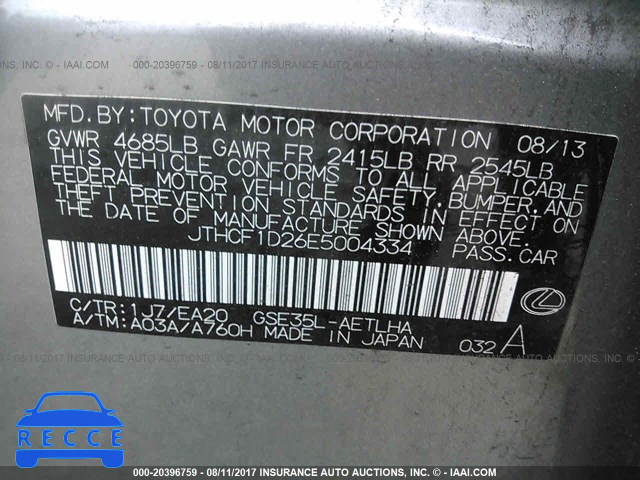 000-20396759 - 08/11/2017 INSURANCE AUTO AUCTIONS, INC. - © - IAAI.COM
MFD.BY:TOYOTA MOTOR CORPORATION 08/13
GVWR 4685LB GAWR FR 2415LB RR 2545LB
THIS VEHICLE CONFORMS TO ALL APPLICABLE
FEDERAL MOTOR VEHICLE SAFETY,BUMPER,AND
THEFT PREVENTION STANDARDS IN EFFECT ON
THE DATE OF MANUFACTURE SHOWN ABOVE.
JTHCF1D26E5004334 PASS.CAR
C/TR:1J7/EA20 GSE35L-AETLHA
A/TM:A03A/A760H MADE IN JAPAN 032A
000-20396759 - 08/11/2017 INSURANCE AUTO AUCTIONS, INC. - © - IAAI.COM